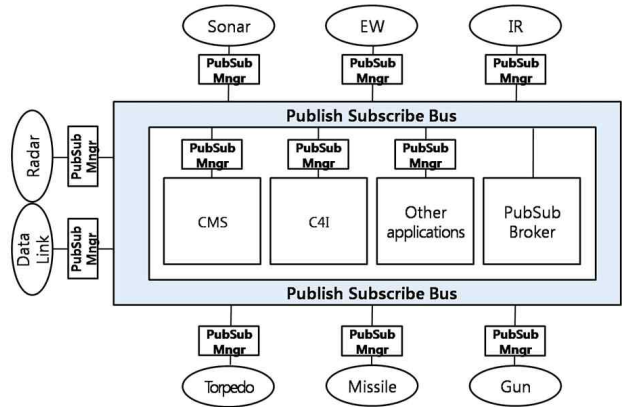 Sonar
EW
IR
PubSub
Mngr
PubSub
Mngr
PubSub
Mngr
Publish Subscribe Bus
Radar
PubSub
Mngr
PubSub
Mngr
PubSub
Mngr
PubSub
Mngr
CMS
C4I
Other
applications
PubSub
Broker
Data
Link
PubSub
Mngr
Publish Subscribe Bus
PubSub
Mngr
PubSub
Mngr
PubSub
Mngr
Torpedo
Missile
Gun